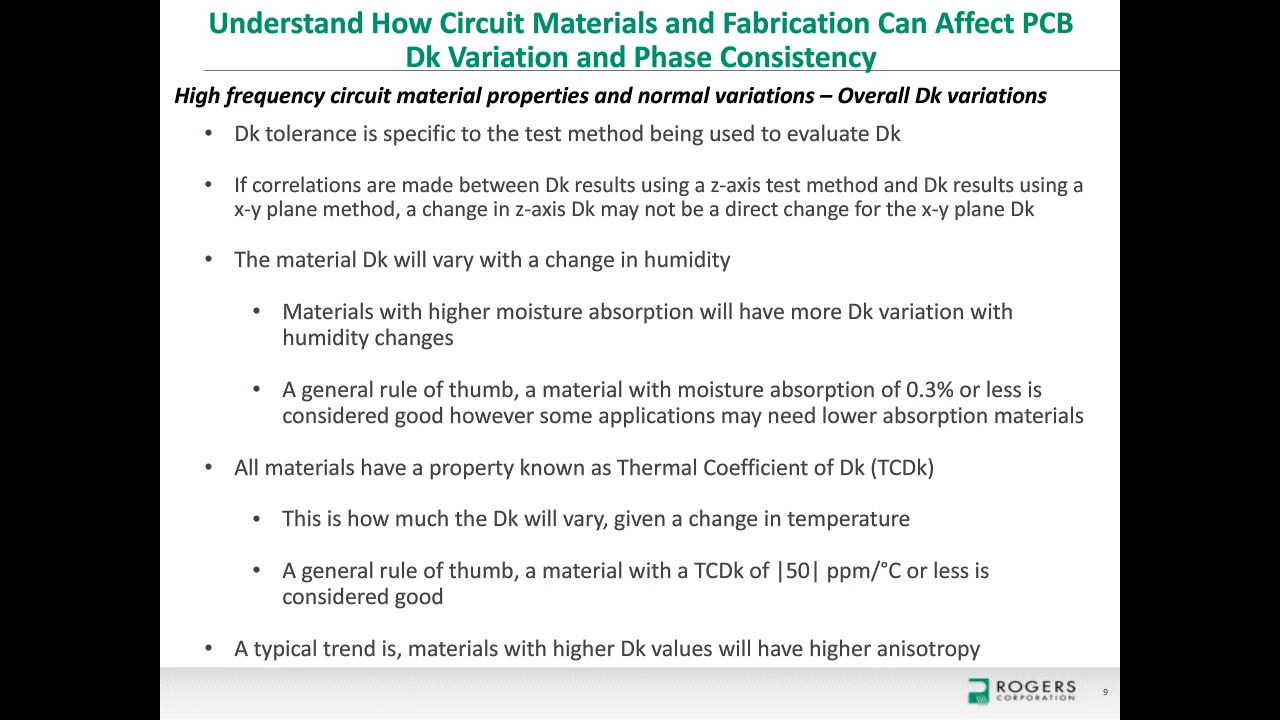 Understand How Circuit Materials and Fabrication Can Affect PCB
Dk Variation and Phase Consistency
High frequency circuit material properties and normal variations – Overall Dk variations
• Dk tolerance is specific to the test method being used to evaluate Dk
• If correlations are made between Dk results using a z-axis test method and Dk results using a
x-y plane method, a change in z-axis Dk may not be a direct change for the x-y plane Dk
• The material Dk will vary with a change in humidity
• Materials with higher moisture absorption will have more Dk variation with
humidity changes
• A general rule of thumb, a material with moisture absorption of 0.3% or less is
considered good however some applications may need lower absorption materials
• All materials have a property known as Thermal Coefficient of Dk (TCDk)
• This is how much the Dk will vary, given a change in temperature
• A general rule of thumb, a material with a TCDk of |50| ppm/°C or less is
considered good
• A typical trend is, materials with higher Dk values will have higher anisotropy
ROGERS
CORPORATION
9